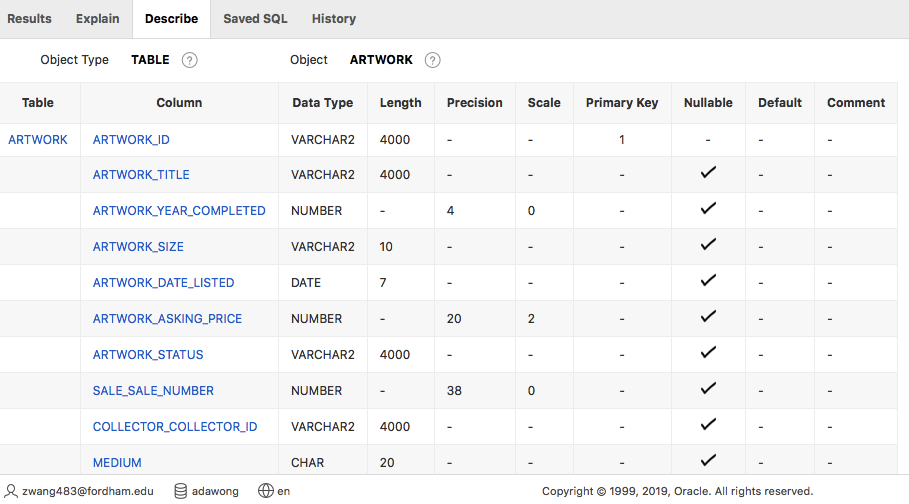 Results Explain Describe Saved SQL History
Object Type TABLE ? Object ARTWORK ?
Table Column Data Type Length Precision Scale Primary Key Nullable Default Comment
ARTWORK ARTWORK_ID VARCHAR2 4000 - - 1 - - -
ARTWORK_TITLE VARCHAR2 4000 - - - ✓ - -
ARTWORK_YEAR_COMPLETED NUMBER - 4 0 - ✓ - -
ARTWORK_SIZE VARCHAR2 10 - - - ✓ - -
ARTWORK_DATE_LISTED DATE 7 - - - ✓ - -
ARTWORK_ASKING_PRICE NUMBER - 20 2 - ✓ - -
ARTWORK_STATUS VARCHAR2 4000 - - - ✓ - -
SALE_SALE_NUMBER NUMBER - 38 0 - ✓ - -
COLLECTOR_COLLECTOR_ID VARCHAR2 4000 - - - ✓ - -
MEDIUM CHAR 20 - - - ✓ - -
zwang483@fordham.edu adawong en Copyright © 1999, 2019, Oracle. All rights reserved.